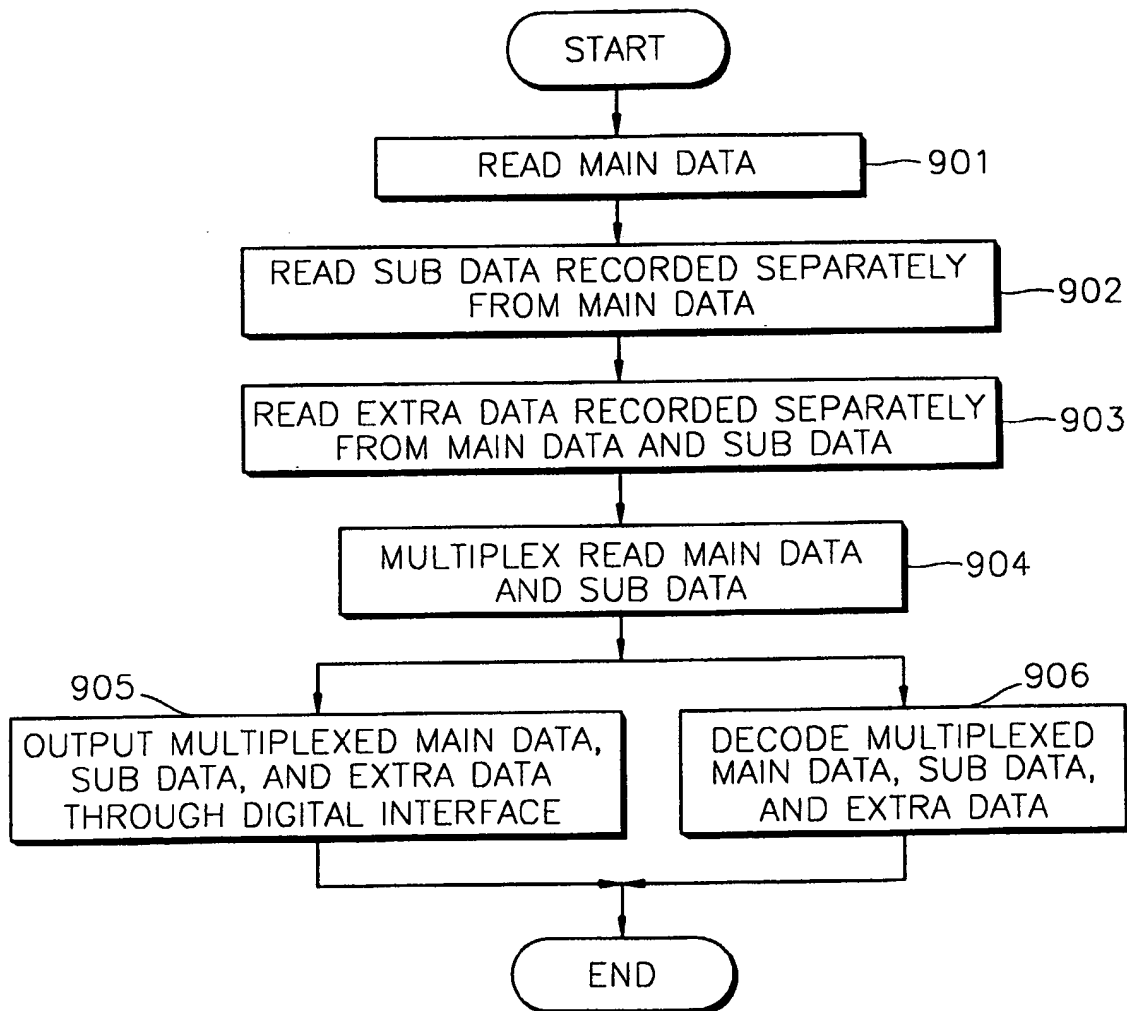 START
READ MAIN DATA
901
READ SUB DATA RECORDED SEPARATELY
FROM MAIN DATA
902
READ EXTRA DATA RECORDED SEPARATELY
FROM MAIN DATA AND SUB DATA
903
MULTIPLEX READ MAIN DATA
AND SUB DATA
904
905
OUTPUT MULTIPLEXED MAIN DATA,
SUB DATA, AND EXTRA DATA
THROUGH DIGITAL INTERFACE
906
DECODE MULTIPLEXED
MAIN DATA, SUB DATA,
AND EXTRA DATA
END